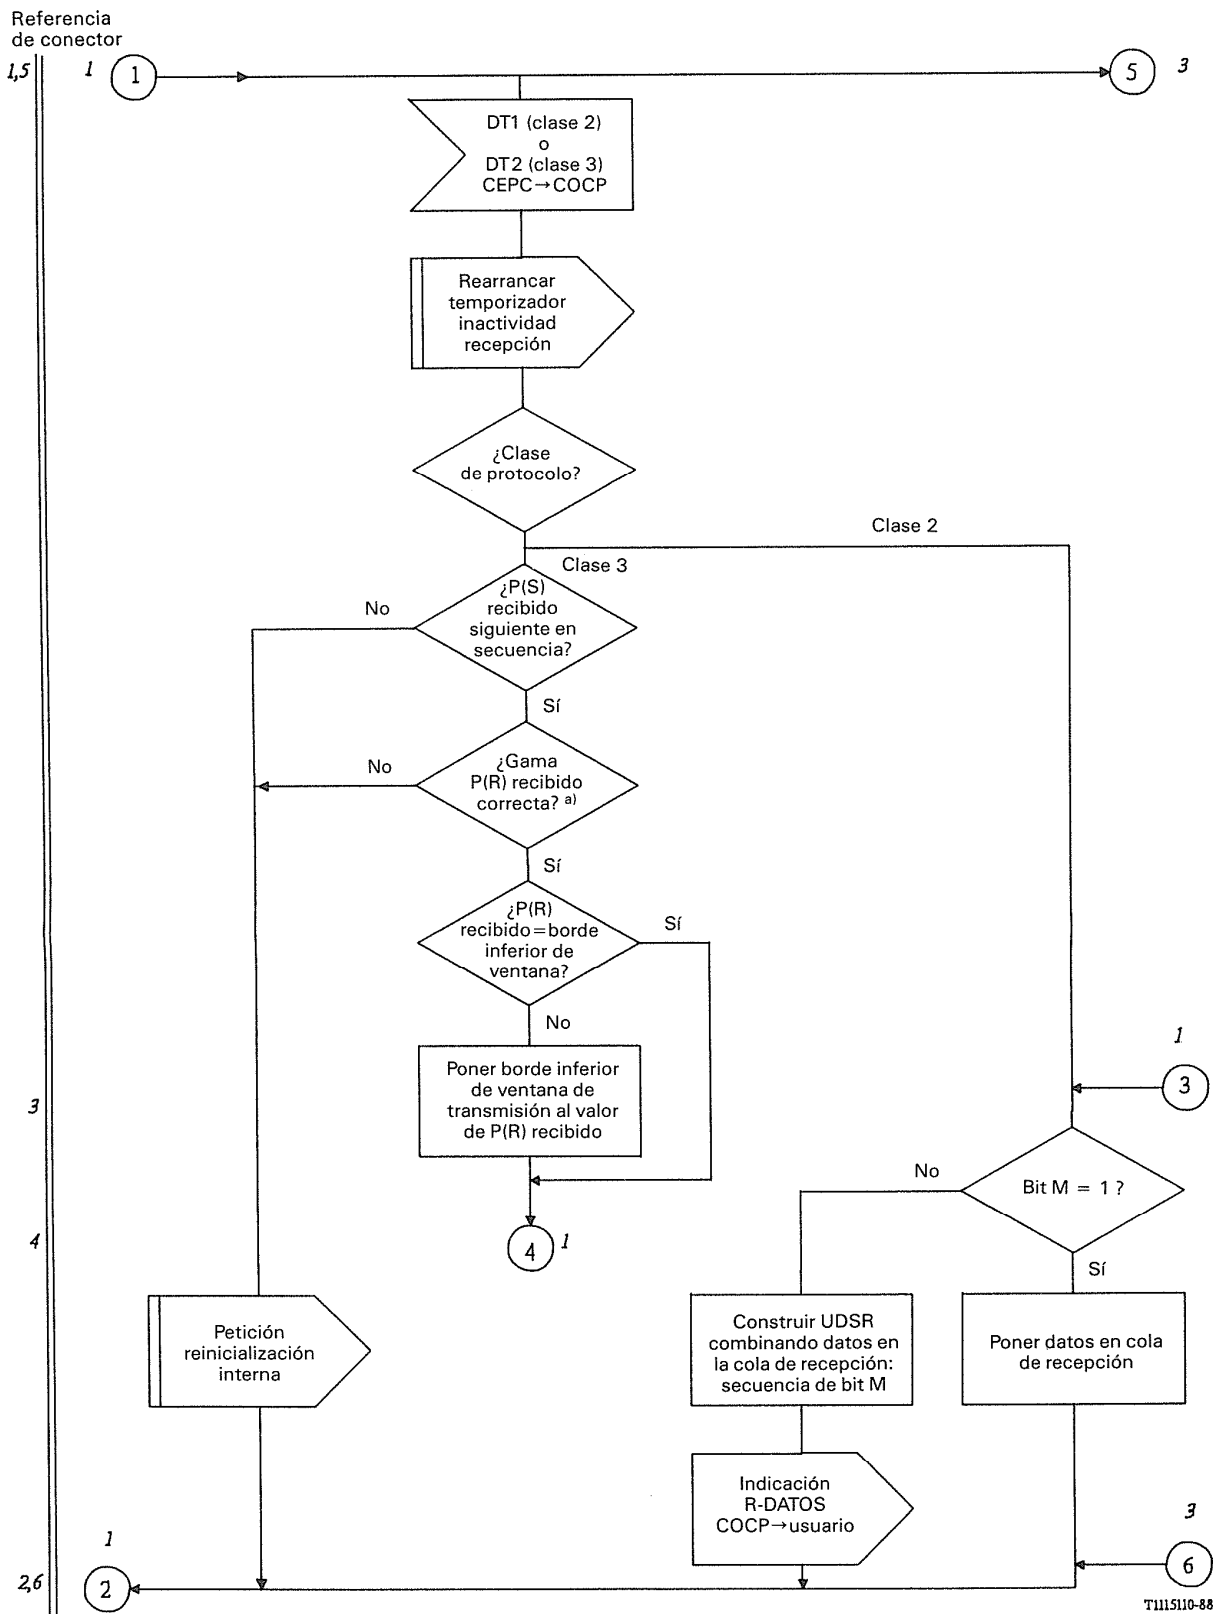 Referencia
de conector
1,5
1
1
5
3
DT1 (clase 2)
o
DT2 (clase 3)
CEPC→COCP
Rearrancar
temporizador
inactividad
recepción
¿Clase
de protocolo?
Clase 2
Clase 3
¿P(S)
recibido
siguiente en
secuencia?
No
Sí
¿Gama
P(R) recibido
correcta? a)
No
Sí
¿P(R)
recibido=borde
inferior de
ventana?
Sí
No
Poner borde inferior
de ventana de
transmisión al valor
de P(R) recibido
1
3
3
Bit M = 1 ?
No
Sí
4
4
1
Petición
reinicialización
interna
Construir UDSR
combinando datos en
la cola de recepción:
secuencia de bit M
Poner datos en cola
de recepción
Indicación
R-DATOS
COCP→usuario
1
3
2,6
2
6
T1115110-88